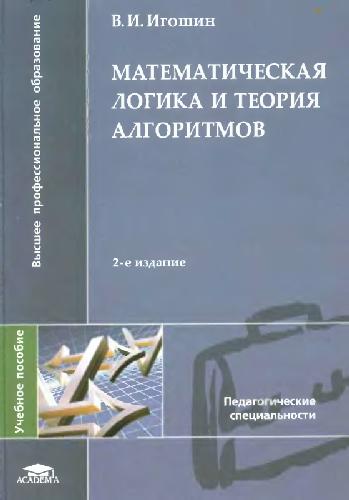 В. И. Игошин
МАТЕМАТИЧЕСКАЯ
ЛОГИКА И ТЕОРИЯ
АЛГОРИТМОВ
2-е издание
Высшее профессиональное образование
Учебное пособие
Педагогические
специальности
ACADEMA